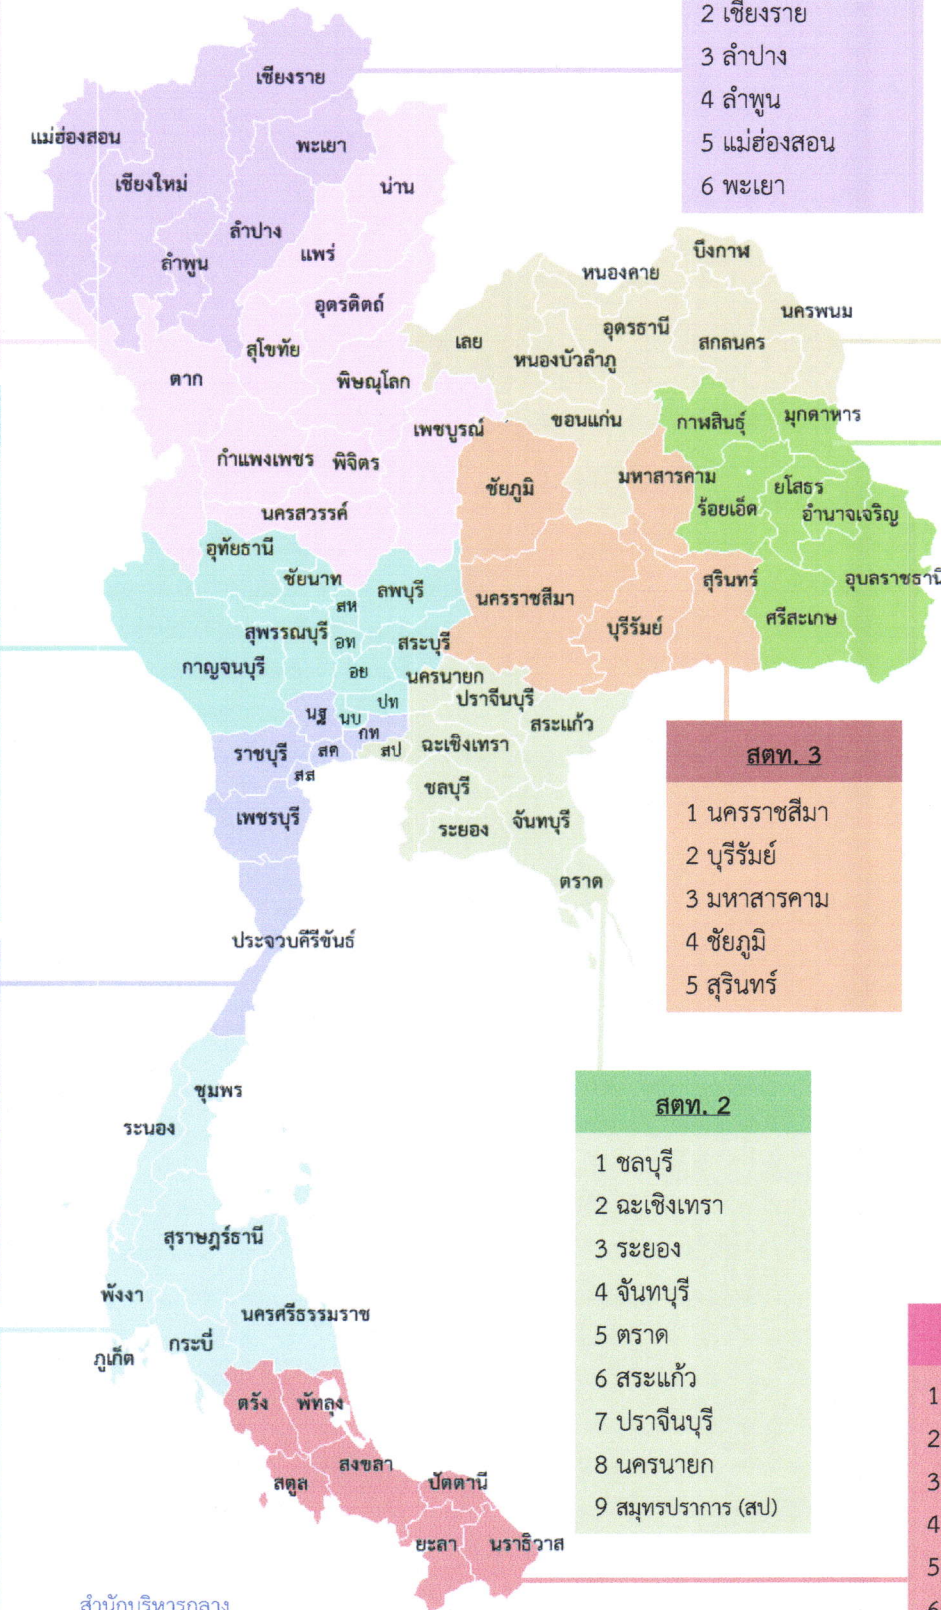 2 เชียงราย
3 ลำปาง
4 ลำพูน
5 แม่ฮ่องสอน
6 พะเยา
เชียงราย
แม่ฮ่องสอน
พะเยา
เชียงใหม่
น่าน
ลำปาง
แพร่
ลำพูน
บึงกาฬ
หนองคาย
อุตรดิตถ์
นครพนม
อุดรธานี
เลย
สกลนคร
สุโขทัย
หนองบัวลำภู
ตาก
พิษณุโลก
เพชบูรณ์
ขอนแก่น
กาฬสินธุ์
มุกดาหาร
กำแพงเพชร
พิจิตร
ชัยภูมิ
มหาสารคาม
ยโสธร
ร้อยเอ็ด
อำนาจเจริญ
นครสวรรค์
อุทัยธานี
ชัยนาท
ลพบุรี
สุรินทร์
อุบลราชธานี
สห
นครราชสีมา
ศรีสะเกษ
สุพรรณบุรี
อท
สระบุรี
บุรีรัมย์
กาญจนบุรี
อย
นครนายก
ปท
ปราจีนบุรี
นฐ
นบ
กท
สระแก้ว
ราชบุรี
สค
สป
ฉะเชิงเทรา
สส
ชลบุรี
เพชรบุรี
ระยอง
จันทบุรี
ตราด
ประจวบคีรีขันธ์
สตท. 3
1 นครราชสีมา
2 บุรีรัมย์
3 มหาสารคาม
4 ชัยภูมิ
5 สุรินทร์
ชุมพร
ระนอง
สุราษฎร์ธานี
พังงา
นครศรีธรรมราช
กระบี่
ภูเก็ต
ตรัง
พัทลุง
สงขลา
สตูล
ปัตตานี
ยะลา
นราธิวาส
สตท. 2
1 ชลบุรี
2 ฉะเชิงเทรา
3 ระยอง
4 จันทบุรี
5 ตราด
6 สระแก้ว
7 ปราจีนบุรี
8 นครนายก
9 สมุทรปราการ (สป)
1
2
3
4
5
6
สำนักบริหารกลาง